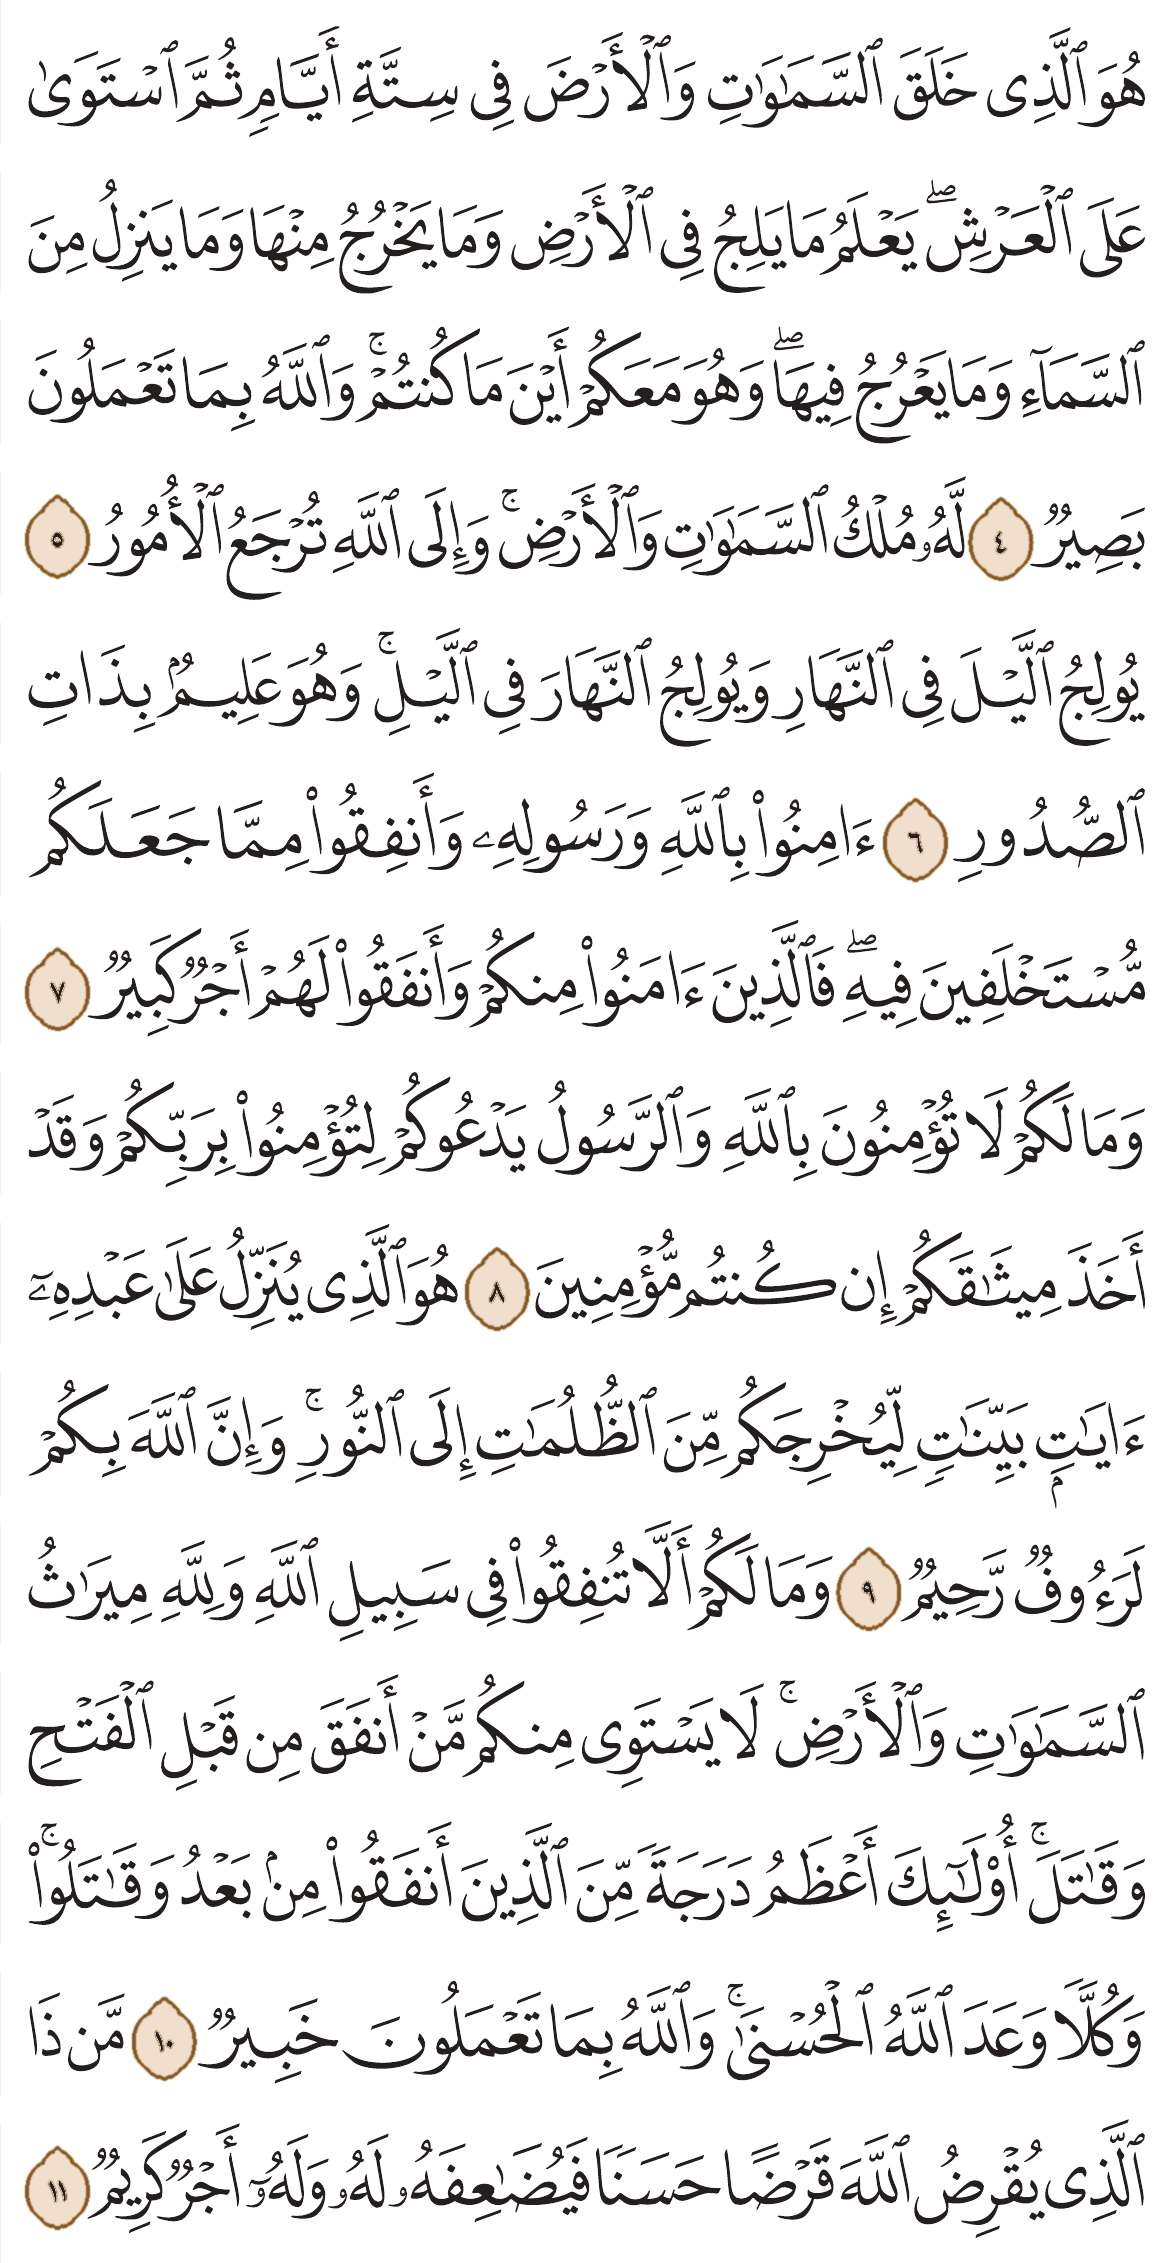 هُوَ ٱلَّذِى خَلَقَ ٱلسَّمَٰوَٰتِ وَٱلْأَرْضَ فِى سِتَّةِ أَيَّامٍ ثُمَّ ٱسْتَوَىٰ
عَلَى ٱلْعَرْشِ ۖ يَعْلَمُ مَا يَلِجُ فِى ٱلْأَرْضِ وَمَا يَخْرُجُ مِنْهَا وَمَا يَنزِلُ مِنَ
ٱلسَّمَآءِ وَمَا يَعْرُجُ فِيهَا ۖ وَهُوَ مَعَكُمْ أَيْنَ مَا كُنتُمْ ۚ وَٱللَّهُ بِمَا تَعْمَلُونَ
بَصِيرٌ ٤ لَّهُۥ مُلْكُ ٱلسَّمَٰوَٰتِ وَٱلْأَرْضِ ۚ وَإِلَى ٱللَّهِ تُرْجَعُ ٱلْأُمُورُ ٥
يُولِجُ ٱلَّيْلَ فِى ٱلنَّهَارِ وَيُولِجُ ٱلنَّهَارَ فِى ٱلَّيْلِ ۚ وَهُوَ عَلِيمٌۢ بِذَاتِ
ٱلصُّدُورِ ٦ ءَامِنُوا۟ بِٱللَّهِ وَرَسُولِهِۦ وَأَنفِقُوا۟ مِمَّا جَعَلَكُم
مُّسْتَخْلَفِينَ فِيهِ ۖ فَٱلَّذِينَ ءَامَنُوا۟ مِنكُمْ وَأَنفَقُوا۟ لَهُمْ أَجْرٌ كَبِيرٌ ٧
وَمَا لَكُمْ لَا تُؤْمِنُونَ بِٱللَّهِ وَٱلرَّسُولُ يَدْعُوكُمْ لِتُؤْمِنُوا۟ بِرَبِّكُمْ وَقَدْ
أَخَذَ مِيثَٰقَكُمْ إِن كُنتُم مُّؤْمِنِينَ ٨ هُوَ ٱلَّذِى يُنَزِّلُ عَلَىٰ عَبْدِهِۦٓ
ءَايَٰتٍۭ بَيِّنَٰتٍ لِّيُخْرِجَكُم مِّنَ ٱلظُّلُمَٰتِ إِلَى ٱلنُّورِ ۚ وَإِنَّ ٱللَّهَ بِكُمْ
لَرَءُوفٌ رَّحِيمٌ ٩ وَمَا لَكُمْ أَلَّا تُنفِقُوا۟ فِى سَبِيلِ ٱللَّهِ وَلِلَّهِ مِيرَٰثُ
ٱلسَّمَٰوَٰتِ وَٱلْأَرْضِ ۚ لَا يَسْتَوِى مِنكُم مَّنْ أَنفَقَ مِن قَبْلِ ٱلْفَتْحِ
وَقَٰتَلَ ۚ أُو۟لَٰٓئِكَ أَعْظَمُ دَرَجَةً مِّنَ ٱلَّذِينَ أَنفَقُوا۟ مِنۢ بَعْدُ وَقَٰتَلُوا۟ ۚ
وَكُلًّا وَعَدَ ٱللَّهُ ٱلْحُسْنَىٰ ۚ وَٱللَّهُ بِمَا تَعْمَلُونَ خَبِيرٌ ١٠ مَّن ذَا
ٱلَّذِى يُقْرِضُ ٱللَّهَ قَرْضًا حَسَنًا فَيُضَٰعِفَهُۥ لَهُۥ وَلَهُۥٓ أَجْرٌ كَرِيمٌ ١١